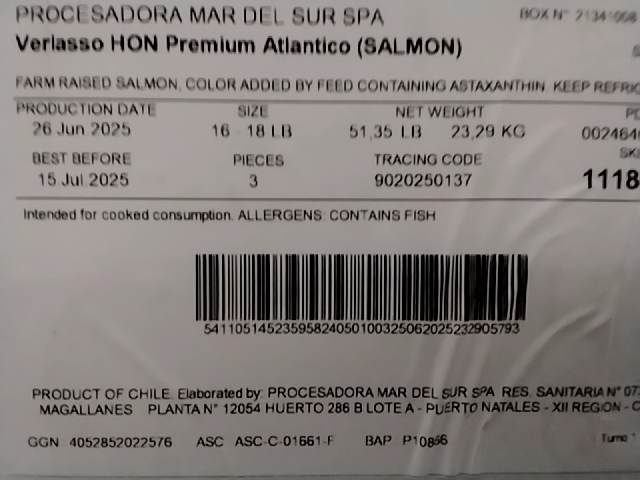 PROCESADORA MAR DEL SUR SPA BOX N°
Verlasso HON Premium Atlantico (SALMON)
FARM RAISED SALMON, COLOR ADDED BY FEED CONTAINING ASTAXANTHIN. KEEP
PRODUCTION DATE SIZE NET WEIGHT
26 Jun 2025 16 18 LB 51,35 LB 23,29 KG
BEST BEFORE PIECES TRACING CODE
15 Jul 2025 3 9020250137 1118
Intended for cooked consumption. ALLERGENS: CONTAINS FISH
PRODUCT OF CHILE. Elaborated by: PROCESADORA MAR DEL SUR SPA RES. SANITARIA N°
MAGALLANES PLANTA N° 12054 HUERTO 286 B LOTE A - PUERTO NATALES - XII REGION -
GGN 4052852022576 ASC ASC-C-01661-F BAP